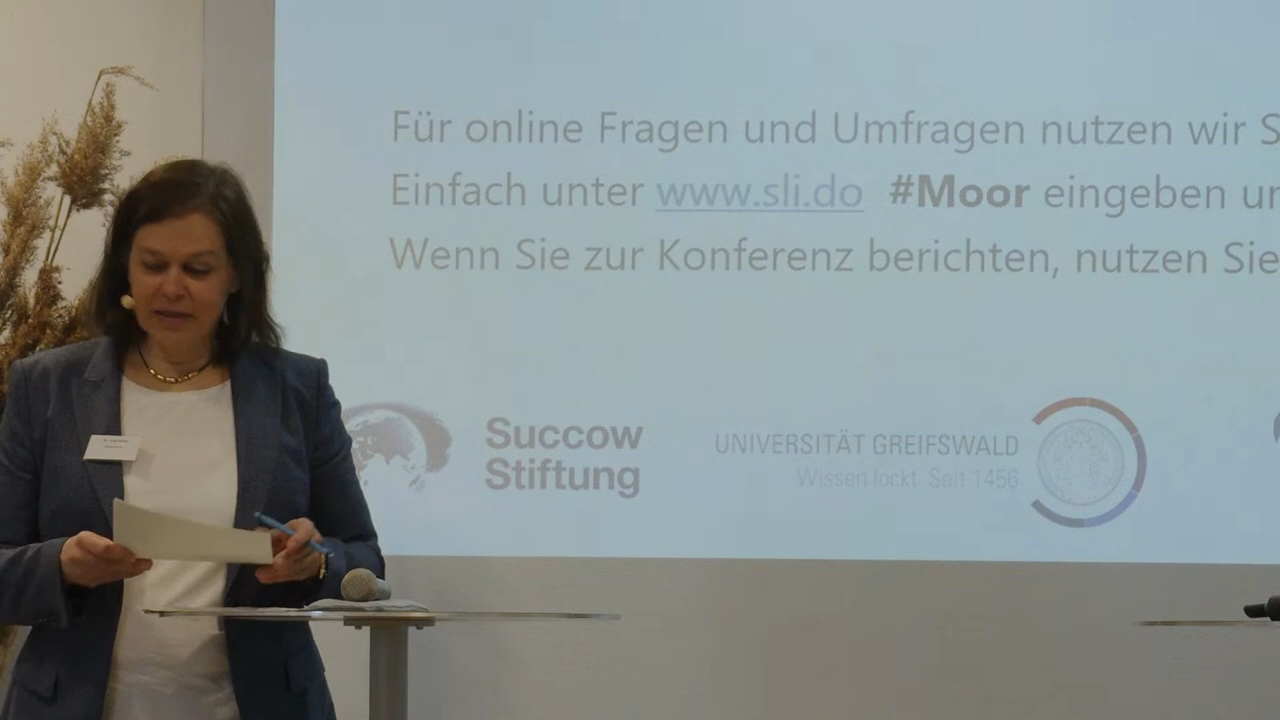 Für online Fragen und Umfragen nutzen wir S
Einfach unter www.sli.do #Moor eingeben un
Wenn Sie zur Konferenz berichten, nutzen Sie
Succow
Stiftung
UNIVERSITÄT GREIFSWALD
Wissen lockt. Seit 1456